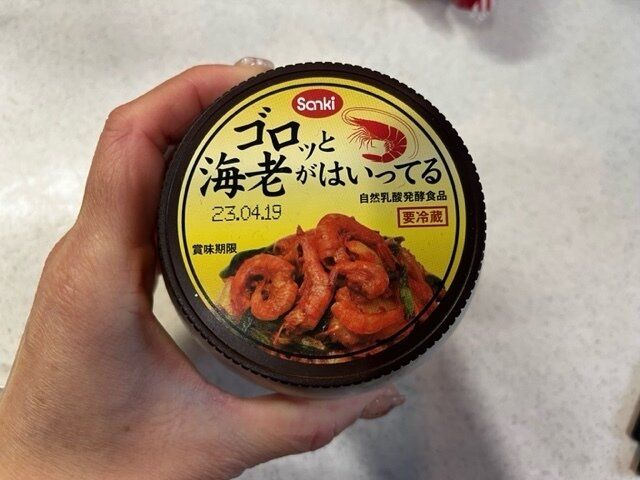 Sanki
ゴロッと
海老がはいってる
自然乳酸発酵食品
要冷蔵
23.04.19
賞味期限